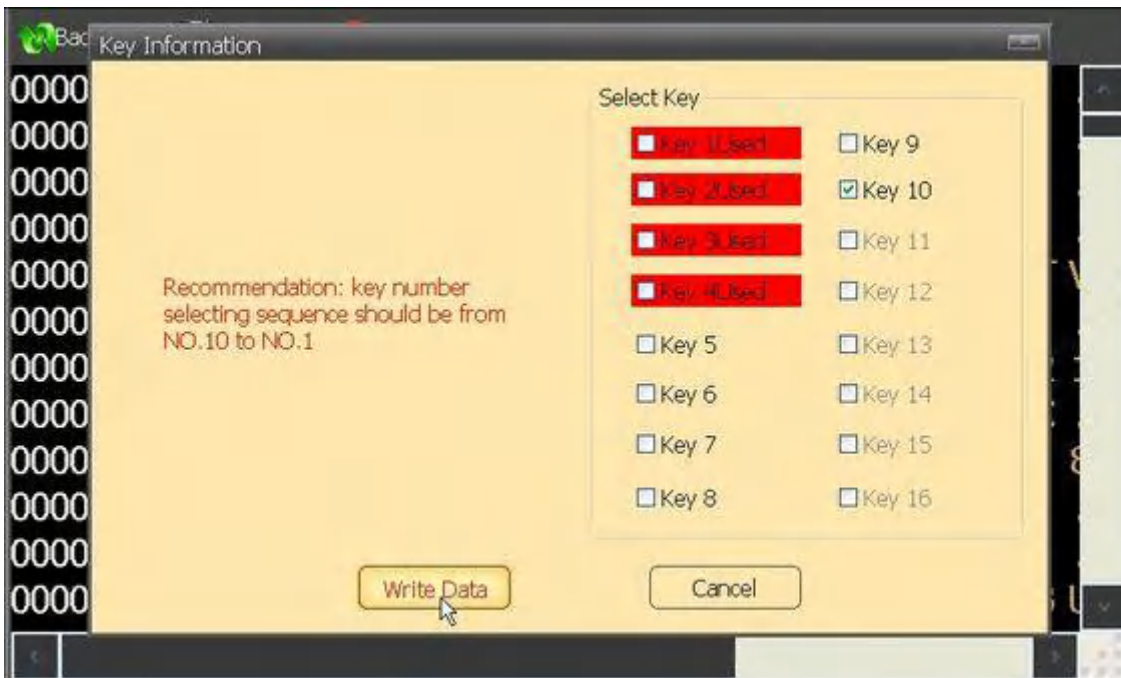 Bac
Key Information
0000
0000
0000
0000
0000
0000
0000
0000
0000
0000
0000
0000
Select Key
Key 1Used
Key 9
Key 2Used
Key 10
Key 3Used
Key 11
Key 4Used
Key 12
Recommendation: key number
selecting sequence should be from
NO.10 to NO.1
Key 5
Key 13
Key 6
Key 14
Key 7
Key 15
Key 8
Key 16
Write Data
Cancel